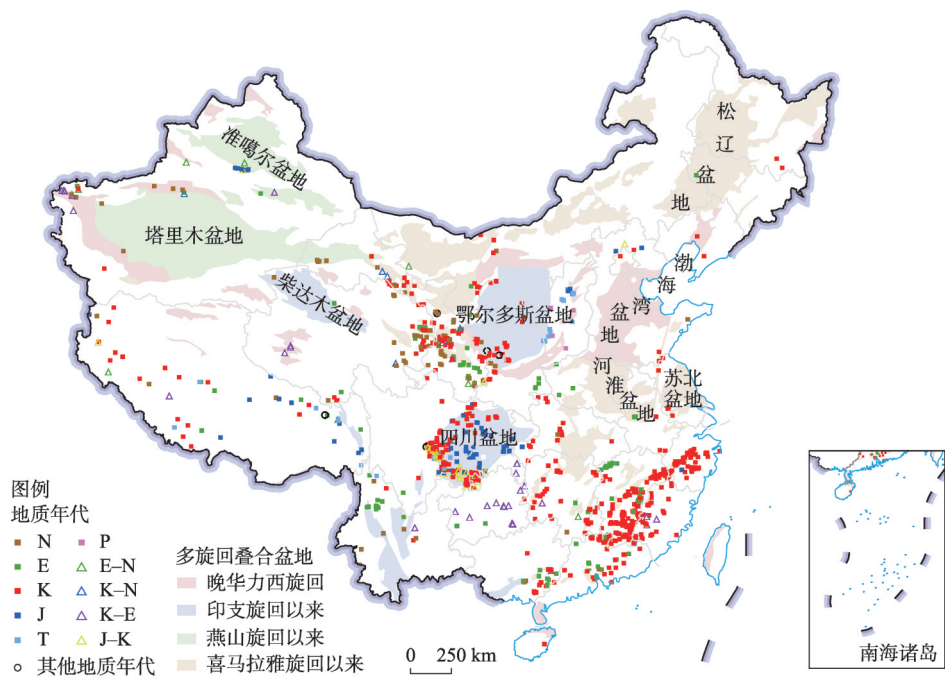 松
辽
盆
地
准噶尔盆地
塔里木盆地
柴达木盆地
鄂尔多斯盆地
渤
海
湾
盆
地
河
淮
盆
地
苏北
盆地
四川盆地
图例
地质年代
N
P
E
E–N
K
K–N
J
K–E
T
J–K
其他地质年代
多旋回叠合盆地
晚华力西旋回
印支旋回以来
燕山旋回以来
喜马拉雅旋回以来
0 250 km
南海诸岛